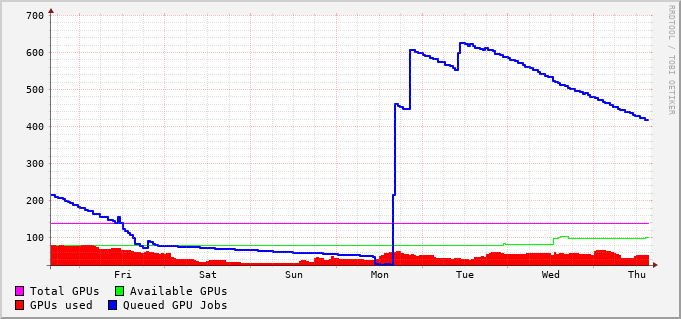 700
600
500
400
300
200
100
Fri Sat Sun Mon Tue Wed Thu
Total GPUs Available GPUs
GPUs used Queued GPU Jobs
RRDTOOL / TOBI OETIKER